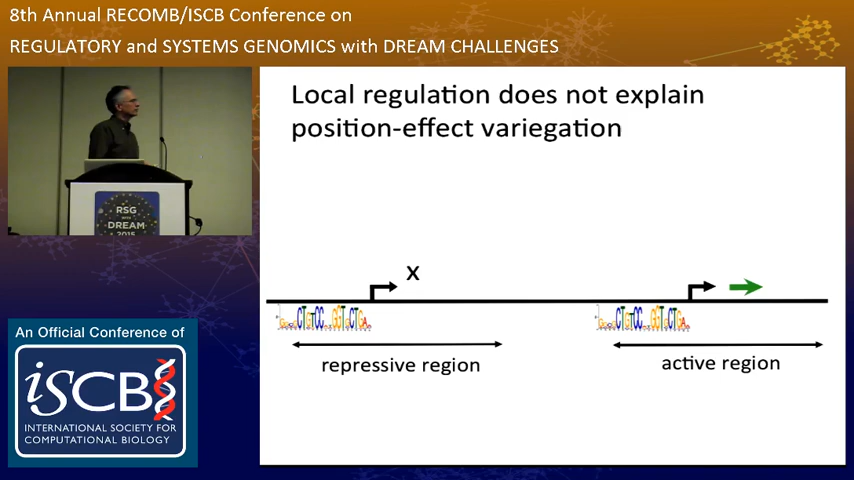 8th Annual RECOMB/ISCB Conference on
REGULATORY and SYSTEMS GENOMICS with DREAM CHALLENGES
RSG
with
DREAM
2015
Local regulation does not explain
position-effect variegation
X
repressive region
active region
An Official Conference of
ISCB
INTERNATIONAL SOCIETY FOR
COMPUTATIONAL BIOLOGY